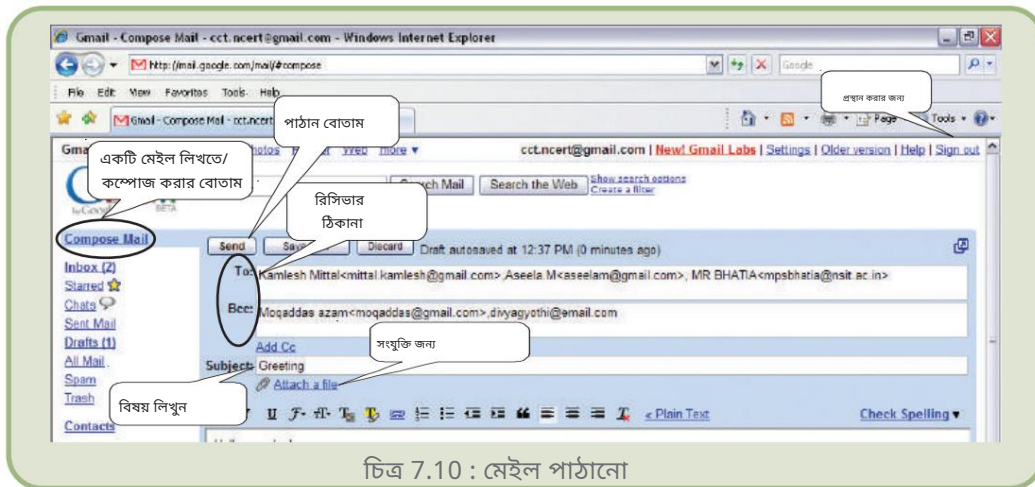 Gmail - Compose Mail - cct.ncert@gmail.com - Windows Internet Explorer
http://mail.google.com/mail/#compose
Google
File Edit View Favorites Tools Help
প্রস্থান করার জন্য
Gmail - Compose Mail - cct.ncert
পাঠান বোতাম
Page Tools
more ▼ cct.ncert@gmail.com | New! Gmail Labs | Settings | Older version | Help | Sign out
একটি মেইল লিখতে/
কম্পোজ করার বোতাম
by Google BETA
Search Mail Search the Web Show search options
Create a filter
রিসিভার
ঠিকানা
Compose Mail
Send Discard Draft autosaved at 12:37 PM (0 minutes ago)
To: Kamlesh Mittal<mittal.kamlesh@gmail.com>,Aseela M<aseelam@gmail.com>, MR BHATIA<mpsbhatia@nsit.ac.in>
Inbox (2)
Starred
Chats
Bcc: Moqaddas azam<moqaddas@gmail.com>,divyagyothi@email.com
Sent Mail
Drafts (1)
Add Cc
সংযুক্তি জন্য
All Mail
Subject: Greeting
Spam
Attach a file
Trash
বিষয় লিখুন
« Plain Text Check Spelling ▼
Contacts
চিত্র 7.10 : মেইল পাঠানো